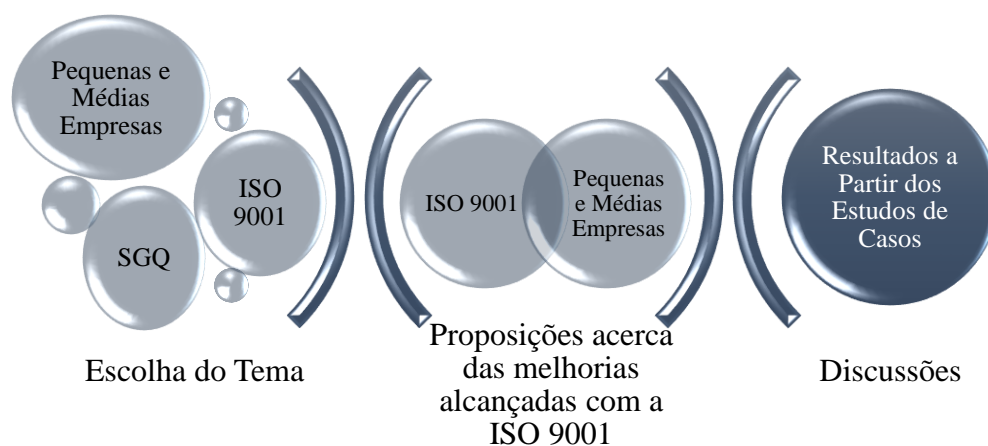 Pequenas e
Médias
Empresas
ISO
9001
SGQ
Escolha do Tema
ISO 9001
Pequenas
e Médias
Empresas
Proposições acerca
das melhorias
alcançadas com a
ISO 9001
Resultados a
Partir dos
Estudos de
Casos
Discussões